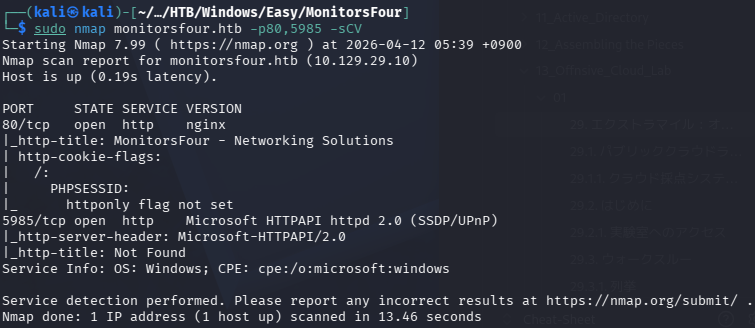 ┌──(kali㉿kali)-[~/…/HTB/Windows/Easy/MonitorsFour]
└─$ sudo nmap monitorsfour.htb -p80,5985 -sCV
Starting Nmap 7.99 ( https://nmap.org ) at 2026-04-12 05:39 +0900
Nmap scan report for monitorsfour.htb (10.129.29.10)
Host is up (0.19s latency).

PORT     STATE SERVICE VERSION
80/tcp   open  http    nginx
|_http-title: MonitorsFour - Networking Solutions
| http-cookie-flags:
|   /:
|     PHPSESSID:
|_      httponly flag not set
5985/tcp open  http    Microsoft HTTPAPI httpd 2.0 (SSDP/UPnP)
|_http-server-header: Microsoft-HTTPAPI/2.0
|_http-title: Not Found
Service Info: OS: Windows; CPE: cpe:/o:microsoft:windows

Service detection performed. Please report any incorrect results at https://nmap.org/submit/ .
Nmap done: 1 IP address (1 host up) scanned in 13.46 seconds
11_Active_Directory
12_Assembling the Pieces
13_Offensive_Cloud_Lab
01